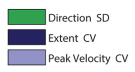 Direction SD
Extent CV
Peak Velocity CV